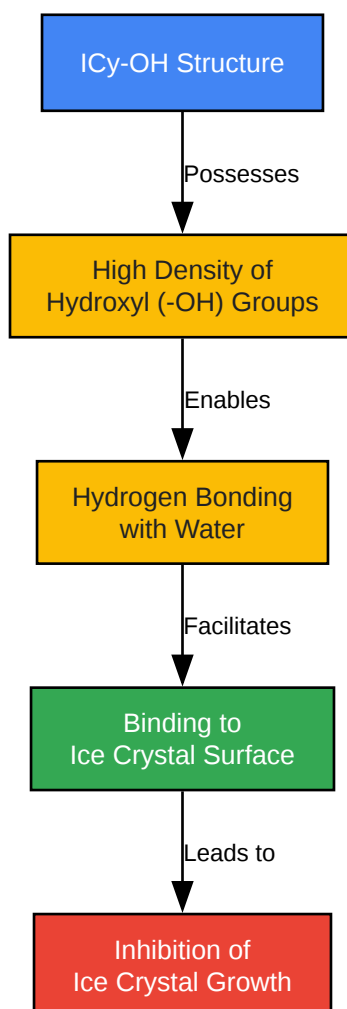 ICy-OH Structure
Possesses
High Density of
Hydroxyl (-OH) Groups
Enables
Hydrogen Bonding
with Water
Facilitates
Binding to
Ice Crystal Surface
Leads to
Inhibition of
Ice Crystal Growth